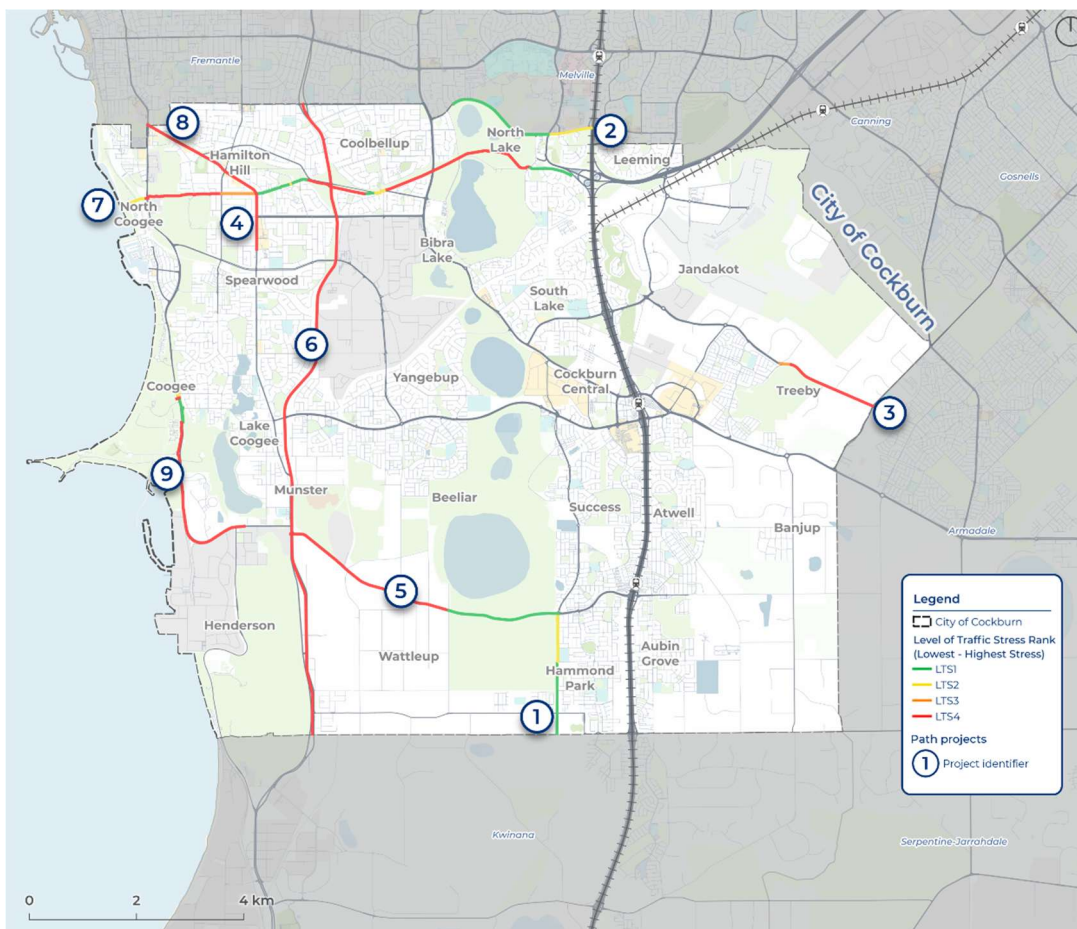 Fremantle
Melville
8
Coolbellup
North
Lake
2
Leeming
Canning
Hamilton
Hill
Gosnells
7
North
Coogee
4
City of Cockburn
Bibra
Lake
Jandakot
Spearwood
South
Lake
6
Yangebup
Cockburn
Central
Treeby
3
Coogee
Lake
Coogee
9
Munster
Beeliar
Success
Atwell
Banjup
Armadale
5
Henderson
Wattleup
Hammond
Park
Aubin
Grove
1
Legend
City of Cockburn
Level of Traffic Stress Rank
(Lowest - Highest Stress)
LTS1
LTS2
LTS3
LTS4
Path projects
1 Project identifier
Kwinana
Serpentine-Jarrahdale
0 2 4 km